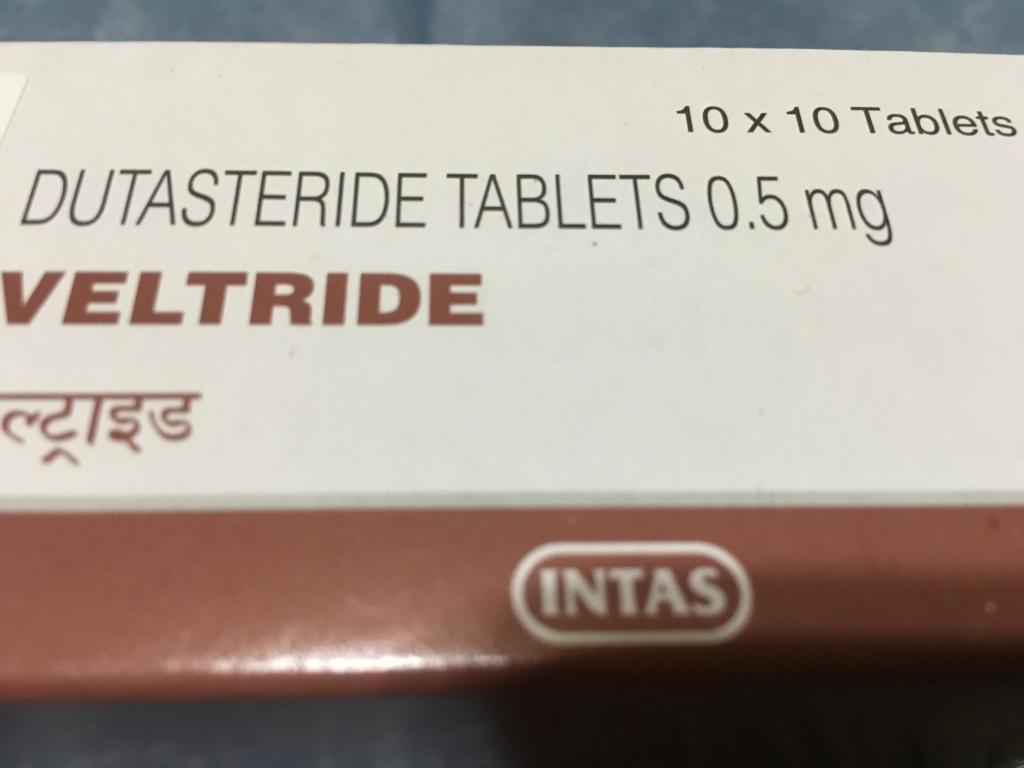 10 x 10 Tablets
DUTASTERIDE TABLETS 0.5 mg
VELTRIDE
ल्ट्राइड
INTAS